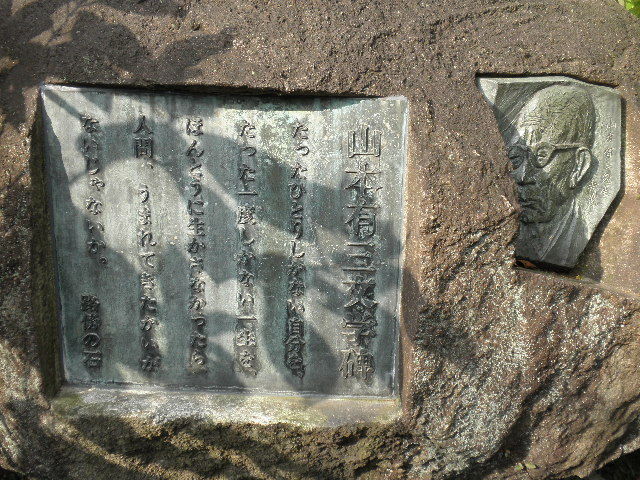 山本有三文学碑
たったひとりしかない自分を、
たった一度しかない一生を、
ほんとうに生かさなかったら、
人間、うまれてきたかいが
ないじゃないか。 路傍の石